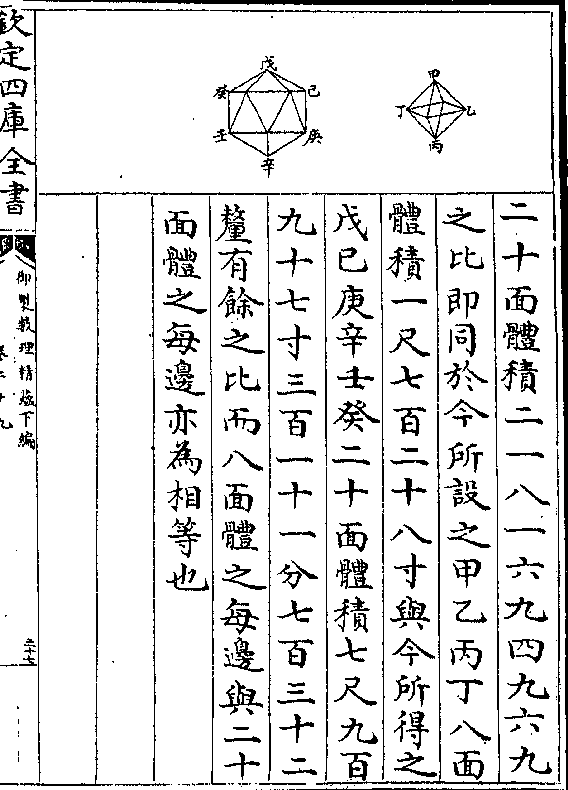 二十面體積二一八一六九四九六九
之比即同於今所設之甲乙丙丁八面
體積一尺七百二十八寸與今所得之
戊已庚辛壬癸二十面體積七尺九百
九十七寸三百一十一分七百三十二
釐有餘之比而八面體之每邊與二十
面體之每邊亦為相等也
甲
乙
丙
丁
戊
已
庚
辛
壬
癸
欽定四庫全書
御製數理精蘊下編
卷二十九
二十七